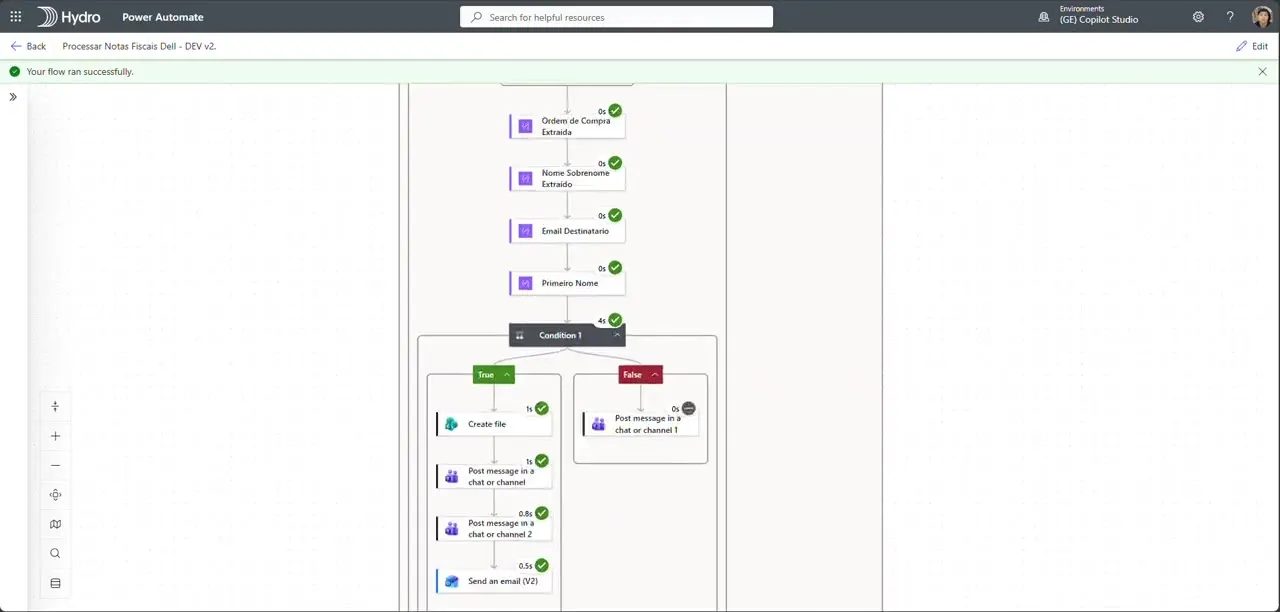 Hydro
Power Automate
Search for helpful resources
Environments
(GE) Copilot Studio
Back
Processar Notas Fiscais Dell - DEV v2.
Edit
Your flow ran successfully.
0s
Ordem de Compra
Extraida
0s
Nome Sobrenome
Extraído
0s
Email Destinatario
0s
Primeiro Nome
4s
Condition 1
True
False
1s
Create file
0s
Post message in a
chat or channel 1
1s
Post message in a
chat or channel
0.8s
Post message in a
chat or channel 2
0.5s
Send an email (V2)